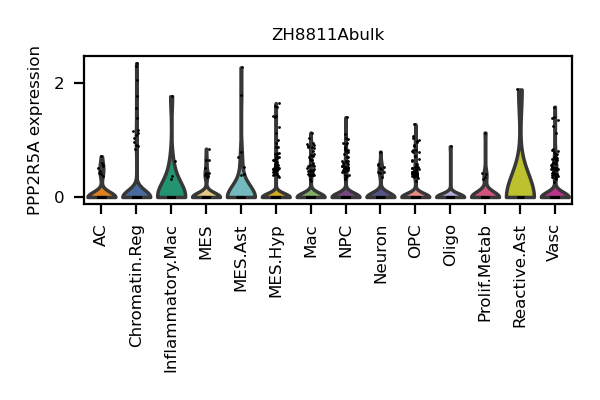 ZH8811Abulk
PPP2R5A expression
2
0
AC
Chromatin.Reg
Inflammatory.Mac
MES
MES.Ast
MES.Hyp
Mac
NPC
Neuron
OPC
Oligo
Prolif.Metab
Reactive.Ast
Vasc